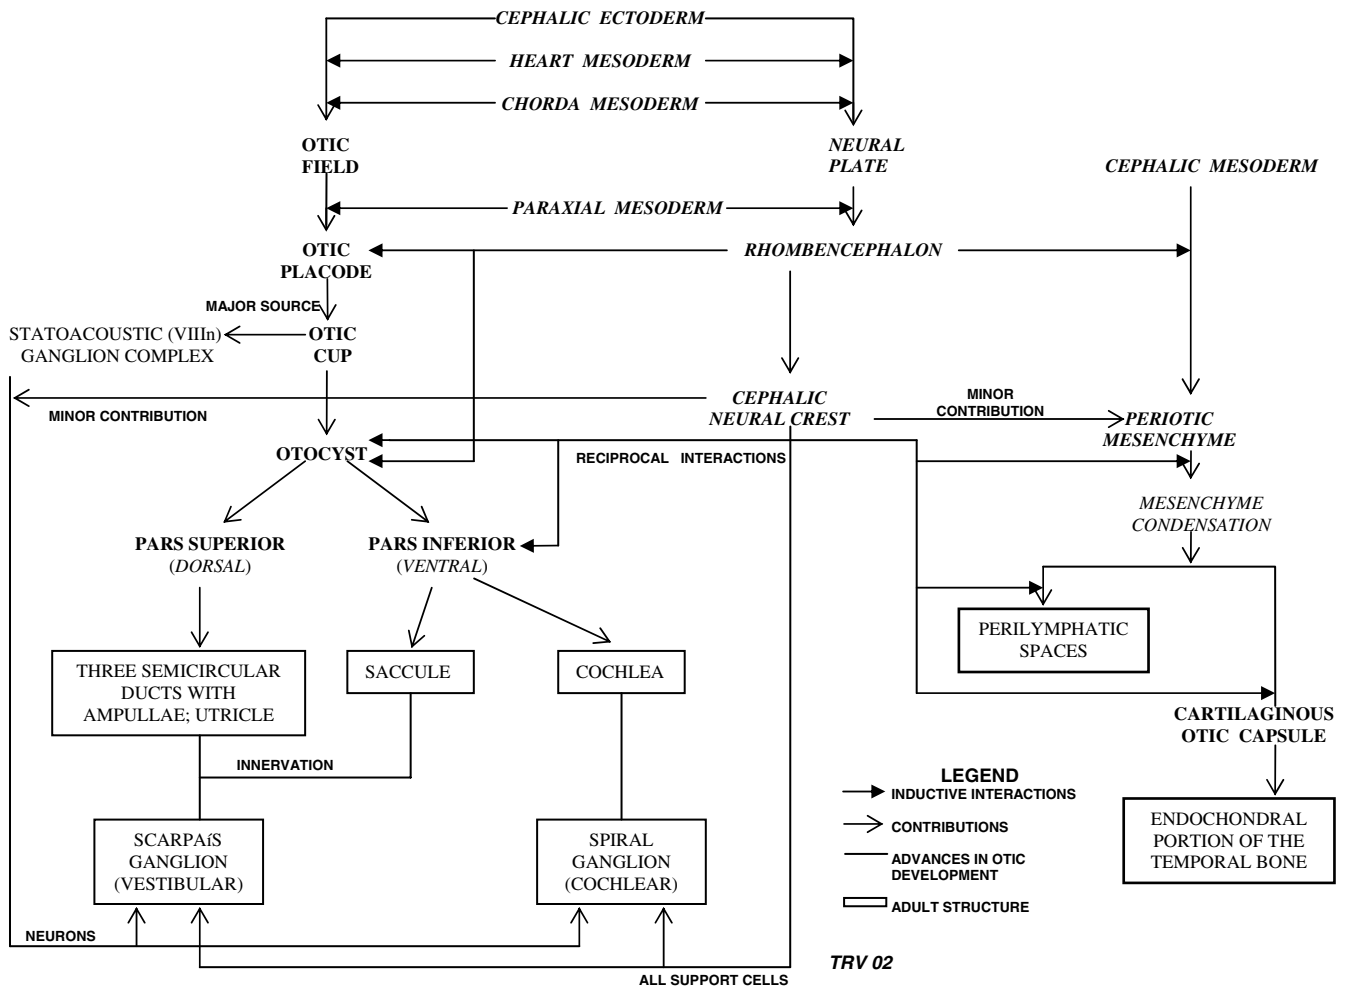 CEPHALIC ECTODERM
HEART MESODERM
CHORDA MESODERM
OTIC
FIELD
NEURAL
PLATE
CEPHALIC MESODERM
PARAXIAL MESODERM
OTIC
PLACODE
RHOMBENCEPHALON
MAJOR SOURCE
STATOACOUSTIC (VIIIn)
GANGLION COMPLEX
OTIC
CUP
MINOR CONTRIBUTION
CEPHALIC
NEURAL CREST
MINOR
CONTRIBUTION
PERIOTIC
MESENCHYME
OTOCYST
RECIPROCAL INTERACTIONS
MESENCHYME
CONDENSATION
PARS SUPERIOR
(DORSAL)
PARS INFERIOR
(VENTRAL)
PERILYMPHATIC
SPACES
THREE SEMICIRCULAR
DUCTS WITH
AMPULLAE; UTRICLE
SACCULE
COCHLEA
CARTILAGINOUS
OTIC CAPSULE
INNERVATION
LEGEND
INDUCTIVE INTERACTIONS
CONTRIBUTIONS
ADVANCES IN OTIC
DEVELOPMENT
ADULT STRUCTURE
ENDOCHONDRAL
PORTION OF THE
TEMPORAL BONE
SCARPAíS
GANGLION
(VESTIBULAR)
SPIRAL
GANGLION
(COCHLEAR)
NEURONS
ALL SUPPORT CELLS
TRV 02